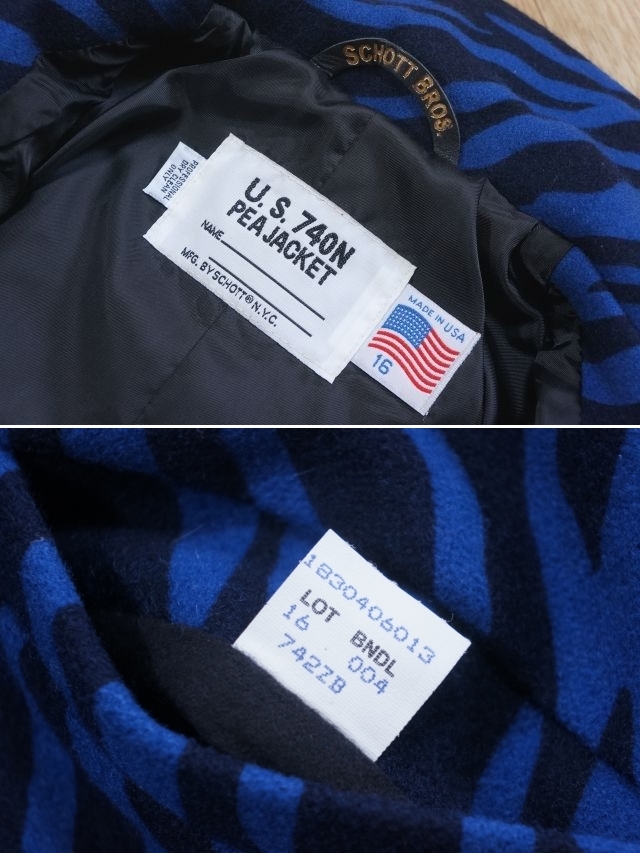 SCHOTT BROS.
PROFESSIONAL
DRY CLEAN
ONLY
U.S. 740N
PEA JACKET
NAME
MFG. BY SCHOTT® N.Y.C.
MADE IN USA
16
1830406013
LOT BNDL
16 004
742ZB